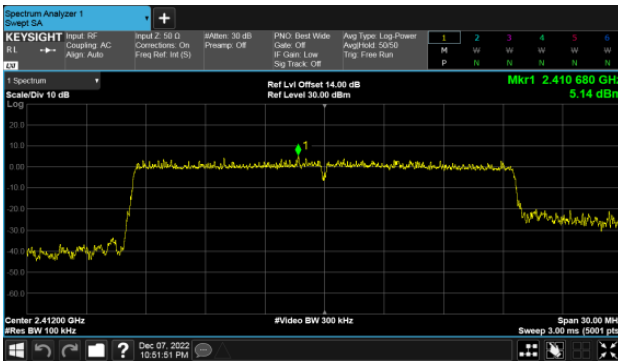 Spectrum Analyzer 1
Swept SA
KEYSIGHT
RL
LXI
Input: RF
Coupling: AC
Align: Auto
Input Z: 50 Ω
Corrections: On
Freq Ref: Int (S)
#Atten: 30 dB
Preamp: Off
PNO: Best Wide
Gate: Off
IF Gain: Low
Sig Track: Off
Avg Type: Log-Power
Avg|Hold: 50/50
Trig: Free Run
1 2 3 4 5 6
M W W W W W
P N N N N N
1 Spectrum
Scale/Div 10 dB
Ref Lvl Offset 14.00 dB
Ref Level 30.00 dBm
Mkr1 2.410 680 GHz
5.14 dBm
Log
20.0
10.0
0.00
-10.0
-20.0
-30.0
-40.0
-50.0
-60.0
1
Center 2.41200 GHz
#Res BW 100 kHz
#Video BW 300 kHz
Span 30.00 MH
Sweep 3.00 ms (5001 pts
?
Dec 07, 2022
10:51:51 PM